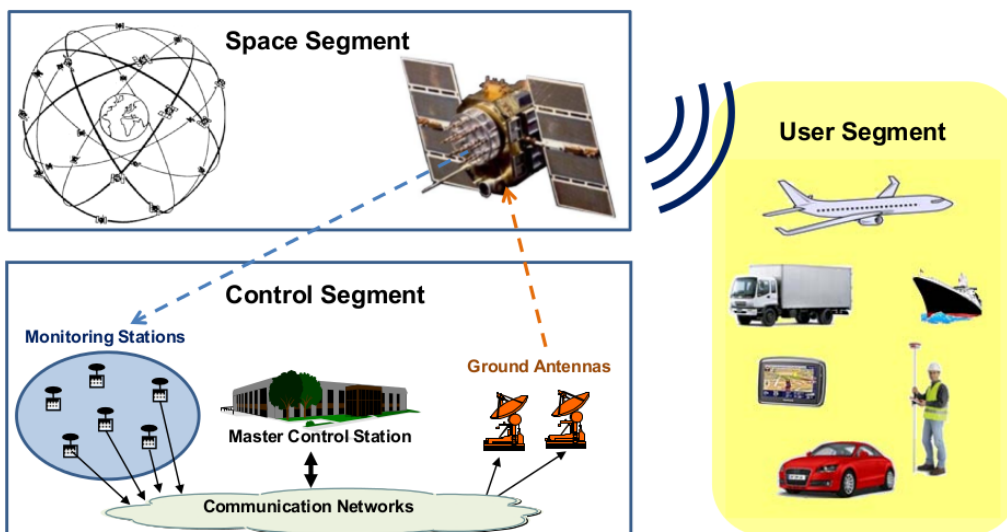 Space Segment
User Segment
Control Segment
Monitoring Stations
Ground Antennas
Master Control Station
Communication Networks